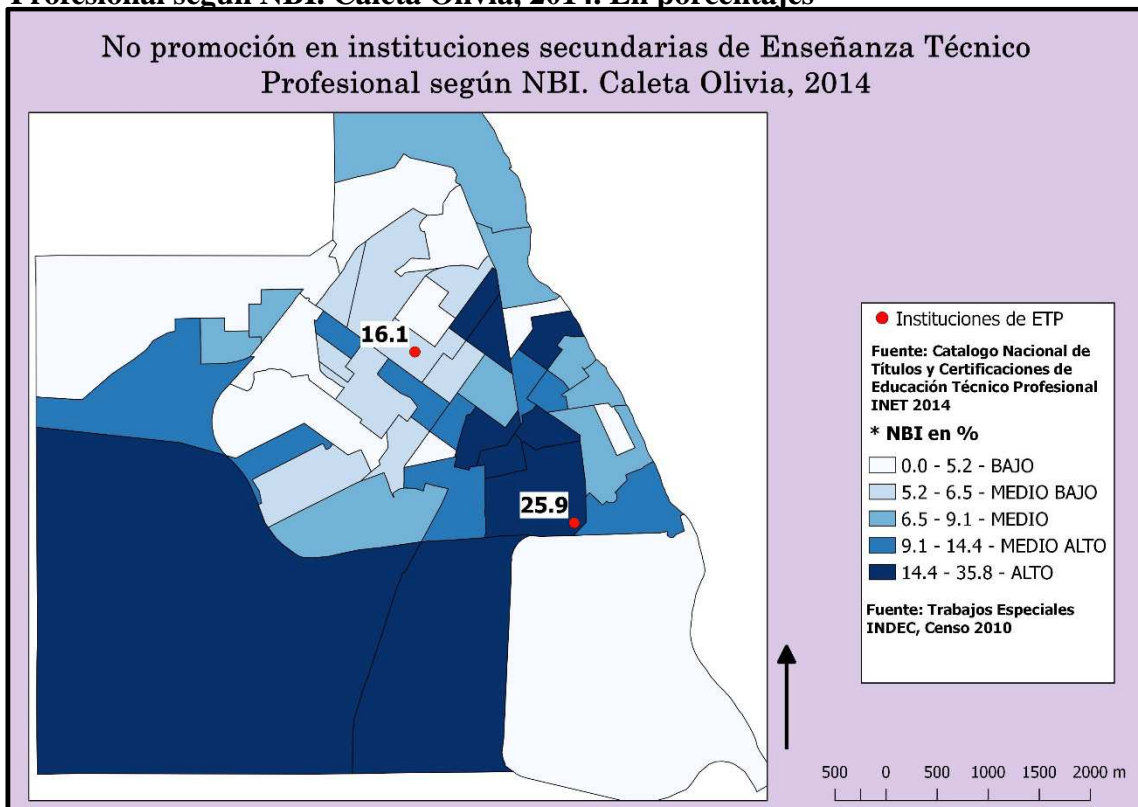 Profesional según NBI. Caleta Olivia, 2014. En porcentajes
No promoción en instituciones secundarias de Enseñanza Técnico
Profesional según NBI. Caleta Olivia, 2014
16.1
25.9
Instituciones de ETP
Fuente: Catalogo Nacional de
Titulos y Certificaciones de
Educación Técnico Profesional
INET 2014
* NBI en %
0.0 - 5.2 - BAJO
5.2 - 6.5 - MEDIO BAJO
6.5 - 9.1 - MEDIO
9.1 - 14.4 - MEDIO ALTO
14.4 - 35.8 - ALTO
Fuente: Trabajos Especiales
INDEC, Censo 2010
500 0 500 1000 1500 2000 m